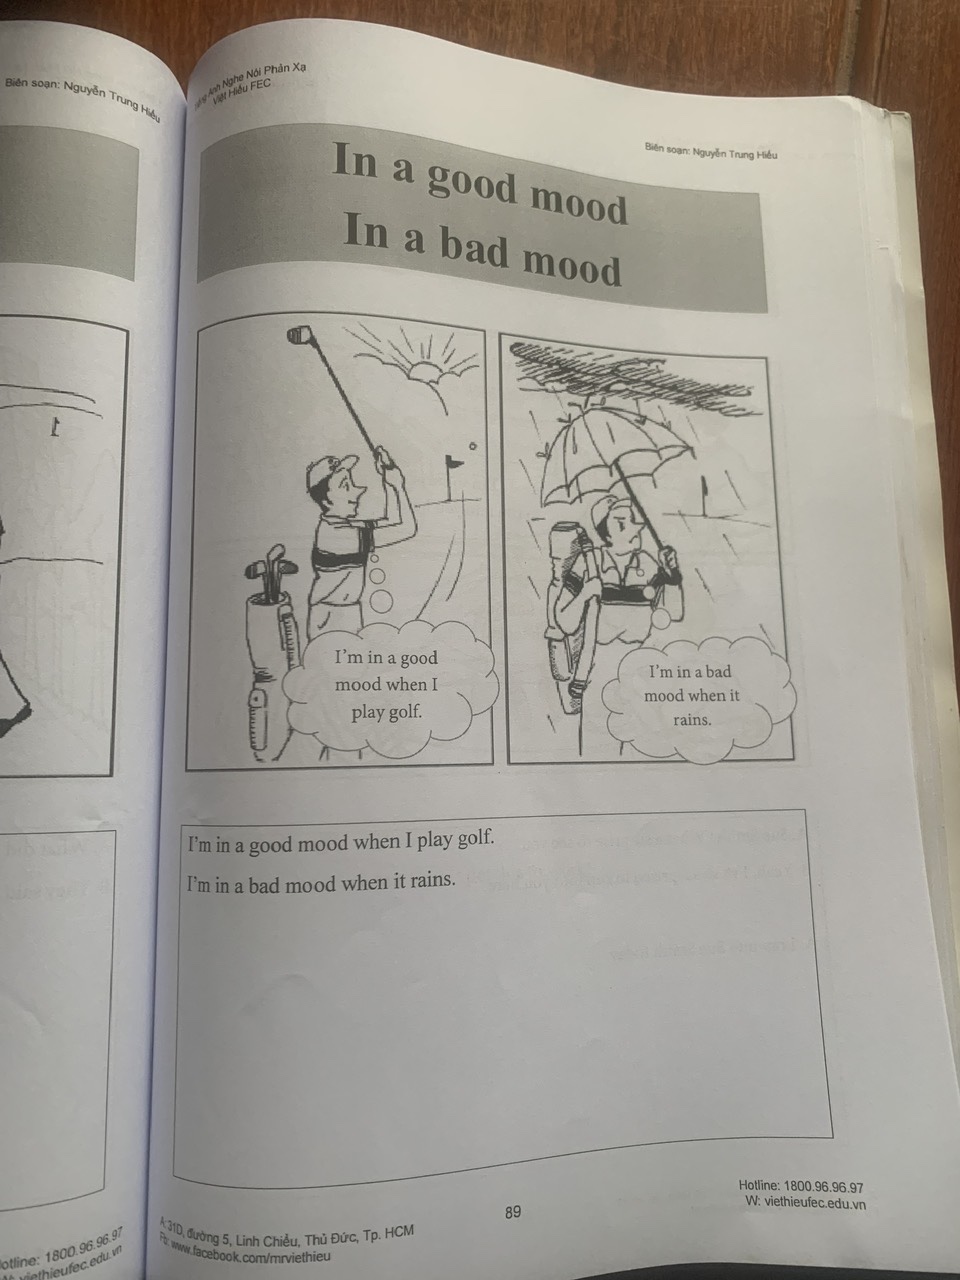 Biên soạn: Nguyễn Trung Hiếu
Hotline: 1800.96.96.97
W: viethieufec.edu.vn
Tiếng Anh Nghe Nói Phản Xạ
Việt Hiếu FEC
Biên soạn: Nguyễn Trung Hiếu
In a good mood
In a bad mood
I'm in a good
mood when I
play golf.
I'm in a bad
mood when it
rains.
I'm in a good mood when I play golf.
I'm in a bad mood when it rains.
Hotline: 1800.96.96.97
W: viethieufec.edu.vn
89
A:31D, đường 5, Linh Chiểu, Thủ Đức, Tp. HCM
Fb: www.facebook.com/mrviethieu